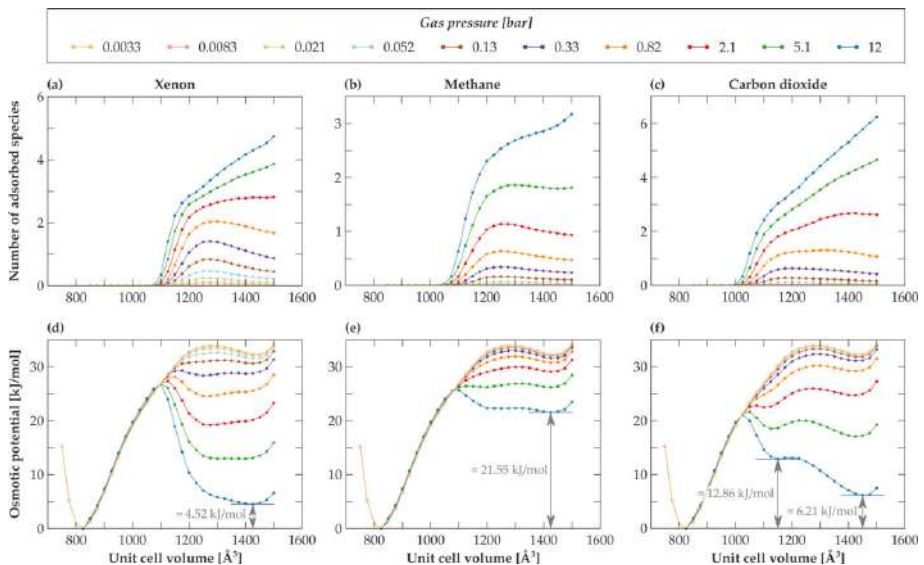 Gas pressure [bar]
0.0033 0.0083 0.021 0.052 0.13 0.33 0.82 2.1 5.1 12
(a) Xenon (b) Methane (c) Carbon dioxide
Number of adsorbed species
6
4
2
0
800 1000 1200 1400 1600
3
2
1
0
800 1000 1200 1400 1600
6
4
2
0
800 1000 1200 1400 1600
(d) (e) (f)
Osmotic potential [kJ/mol]
30
20
10
0
800 1000 1200 1400 1600
= 4.52 kJ/mol
30
20
10
0
800 1000 1200 1400 1600
= 21.55 kJ/mol
30
20
10
0
800 1000 1200 1400 1600
= 12.86 kJ/mol
= 6.21 kJ/mol
Unit cell volume [Å³] Unit cell volume [Å³] Unit cell volume [Å³]